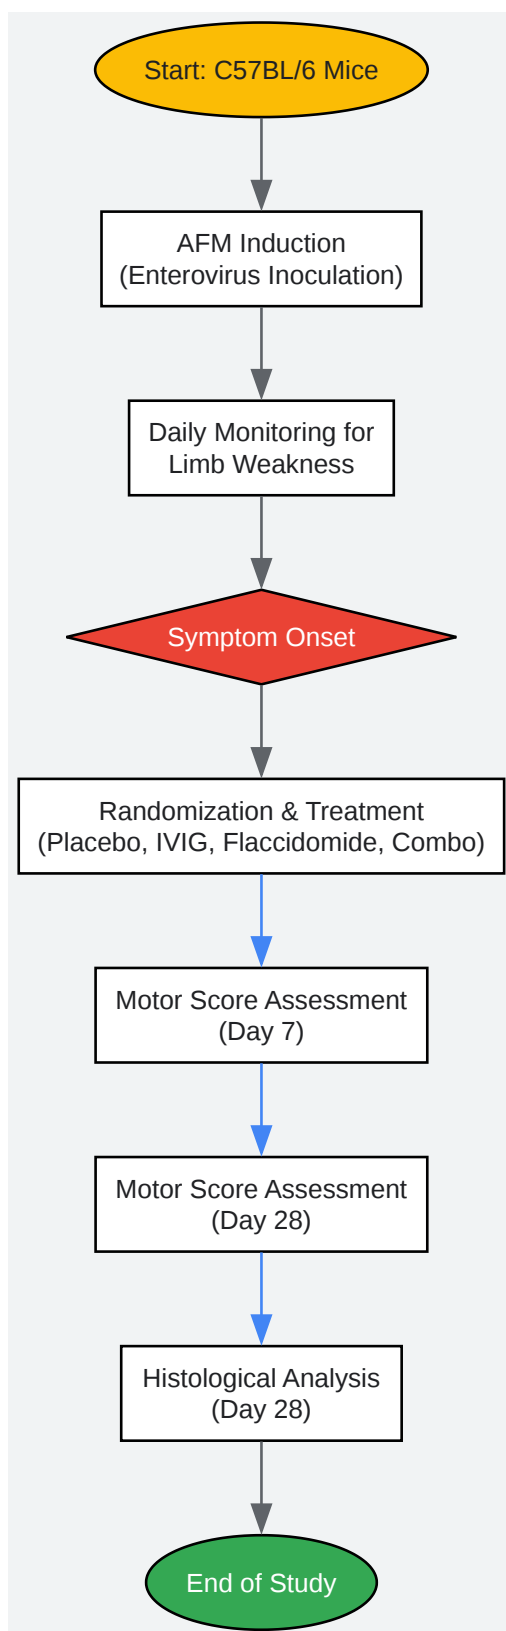 Start: C57BL/6 Mice
AFM Induction
(Enterovirus Inoculation)
Daily Monitoring for
Limb Weakness
Symptom Onset
Randomization & Treatment
(Placebo, IVIG, Flaccidomide, Combo)
Motor Score Assessment
(Day 7)
Motor Score Assessment
(Day 28)
Histological Analysis
(Day 28)
End of Study